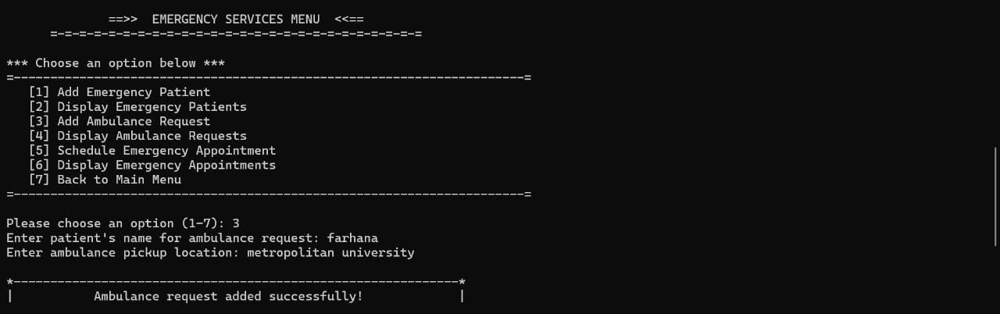 ==>>  EMERGENCY SERVICES MENU  <<==
=-=-=-=-=-=-=-=-=-=-=-=-=-=-=-=-=-=-=-=-=-=-=-=-=-=
*** Choose an option below ***
=----------------------------------------------------------------------=
[1] Add Emergency Patient
[2] Display Emergency Patients
[3] Add Ambulance Request
[4] Display Ambulance Requests
[5] Schedule Emergency Appointment
[6] Display Emergency Appointments
[7] Back to Main Menu
=----------------------------------------------------------------------=
Please choose an option (1-7): 3
Enter patient's name for ambulance request: farhana
Enter ambulance pickup location: metropolitan university
*-------------------------------------------------------------*
|           Ambulance request added successfully!             |